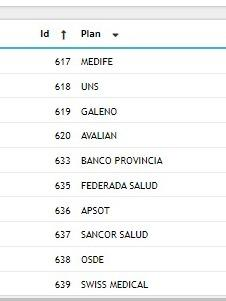 Id ↑ Plan
617 MEDIFE
618 UNS
619 GALENO
620 AVALIAN
633 BANCO PROVINCIA
635 FEDERADA SALUD
636 APSOT
637 SANCOR SALUD
638 OSDE
639 SWISS MEDICAL